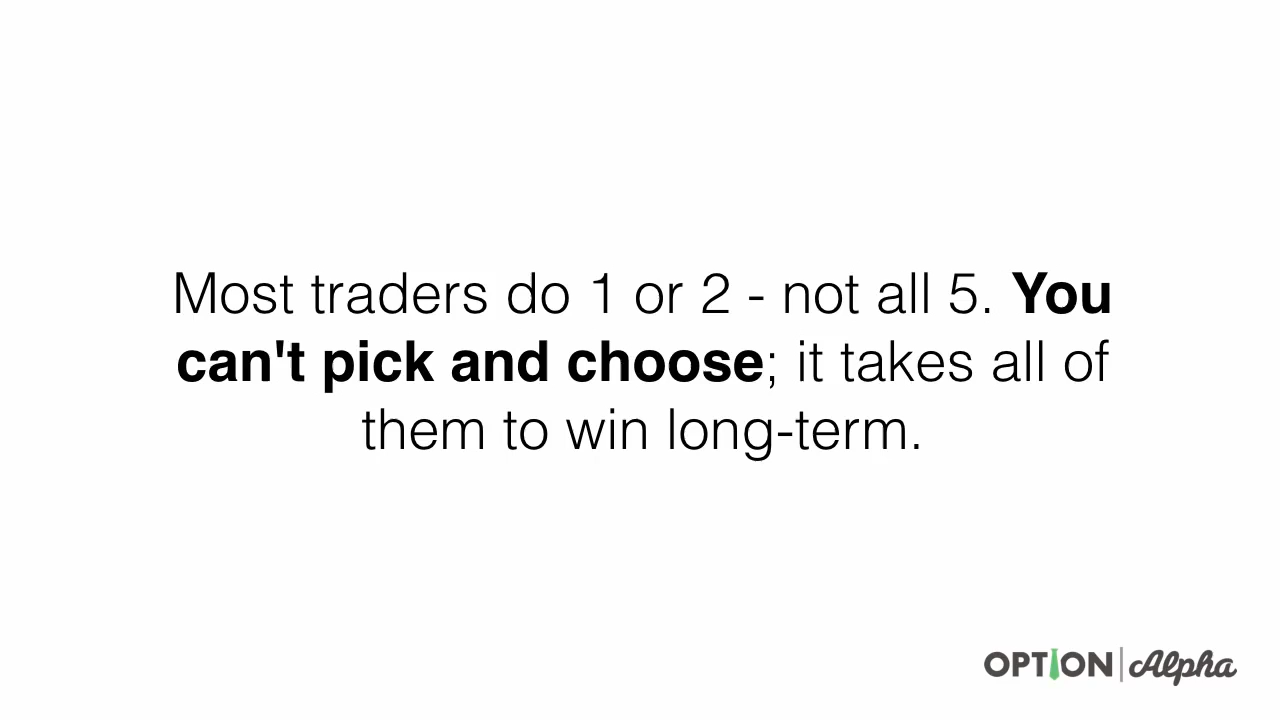 Most traders do 1 or 2 - not all 5. You
can't pick and choose; it takes all of
them to win long-term.
OPTION | Alpha